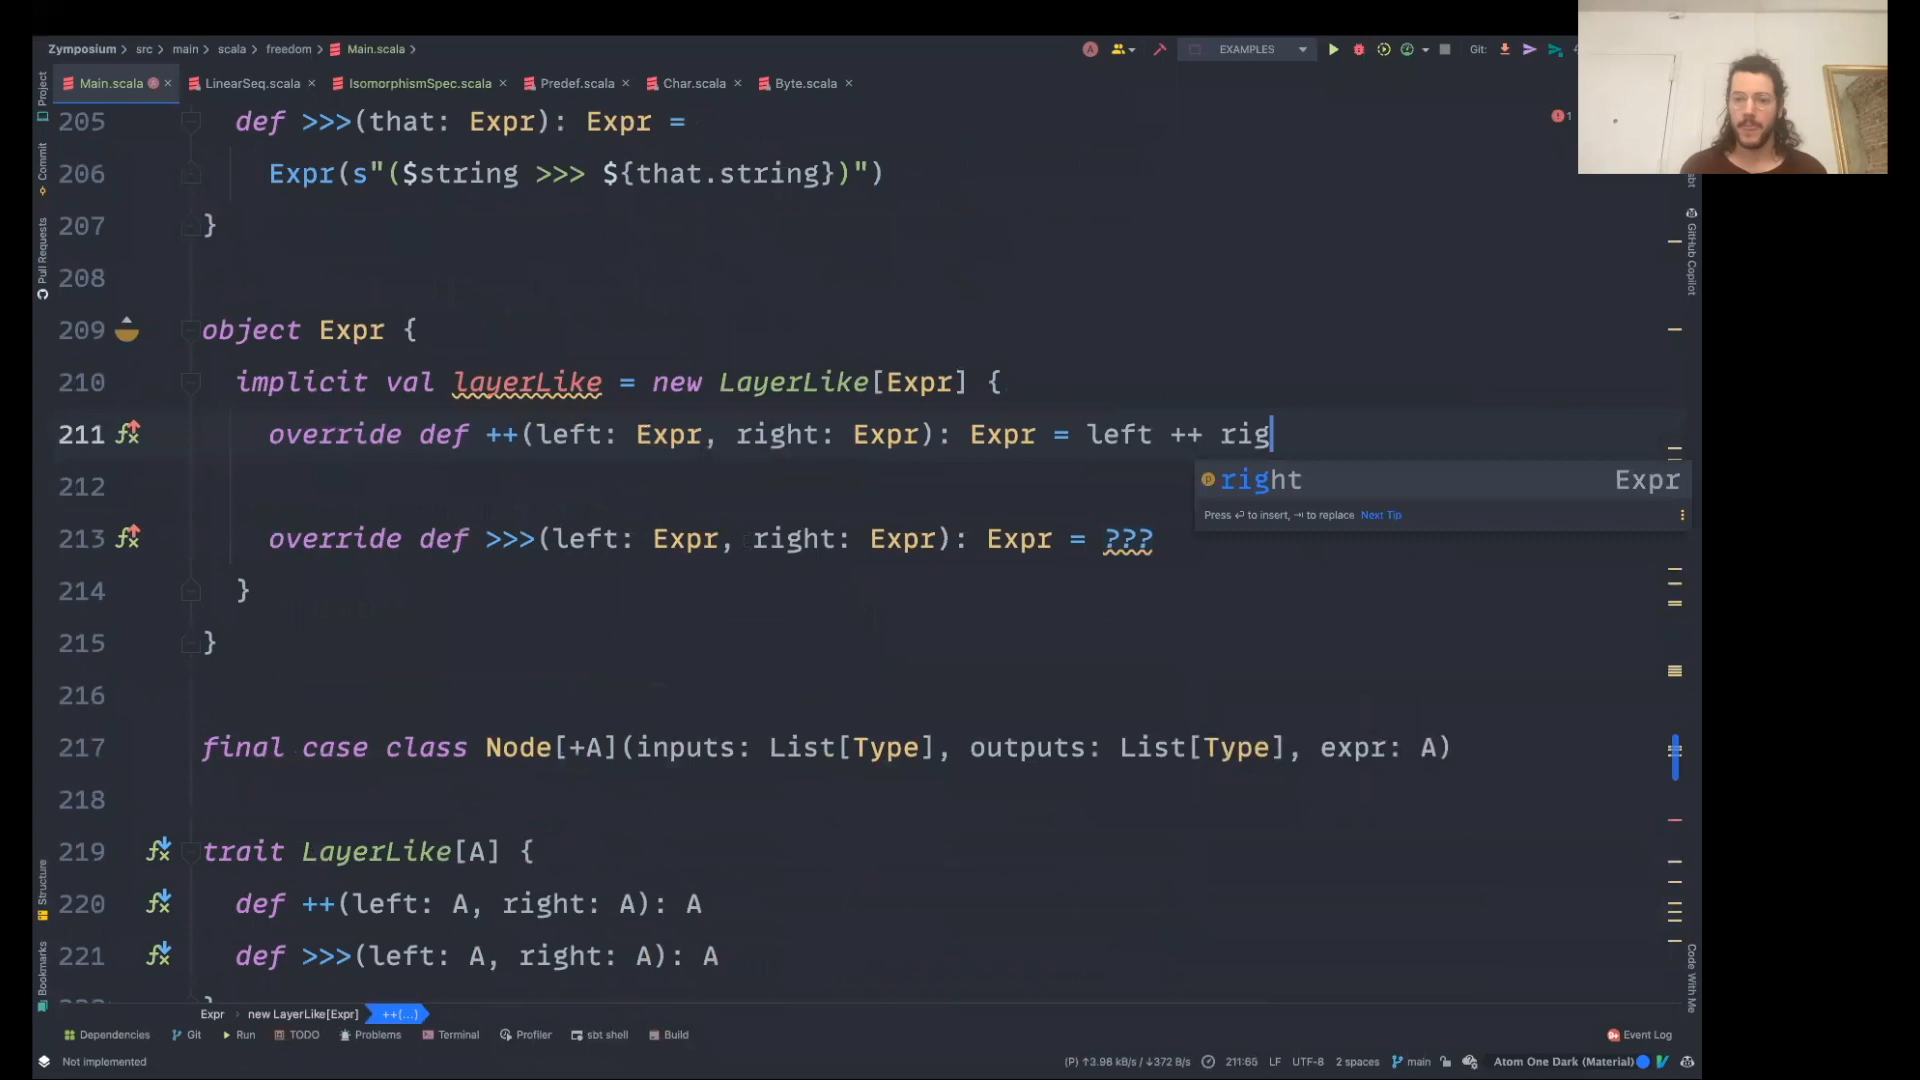 Zymposium › src › main › scala › freedom › Main.scala ›
EXAMPLES
Git:
Main.scala
LinearSeq.scala
IsomorphismSpec.scala
Predef.scala
Char.scala
Byte.scala
Project
Commit
Pull Requests
Structure
Bookmarks
205 def >>>(that: Expr): Expr =
206 Expr(s"($string >>> ${that.string})")
207 }
208
209 object Expr {
210 implicit val layerLike = new LayerLike[Expr] {
211 override def ++(left: Expr, right: Expr): Expr = left ++ rig
right Expr
Press ⏎ to insert, ⇥ to replace Next Tip
212
213 override def >>>(left: Expr, right: Expr): Expr = ???
214 }
215 }
216
217 final case class Node[+A](inputs: List[Type], outputs: List[Type], expr: A)
218
219 trait LayerLike[A] {
220 def ++(left: A, right: A): A
221 def >>>(left: A, right: A): A
1
sbt
GitHub Copilot
Code With Me
Expr › new LayerLike[Expr] › ++(...)
Dependencies Git Run TODO Problems Terminal Profiler sbt shell Build
Event Log
Not implemented
(P) ↑3.98 kB/s / ↓372 B/s 211:65 LF UTF-8 2 spaces main Atom One Dark (Material)